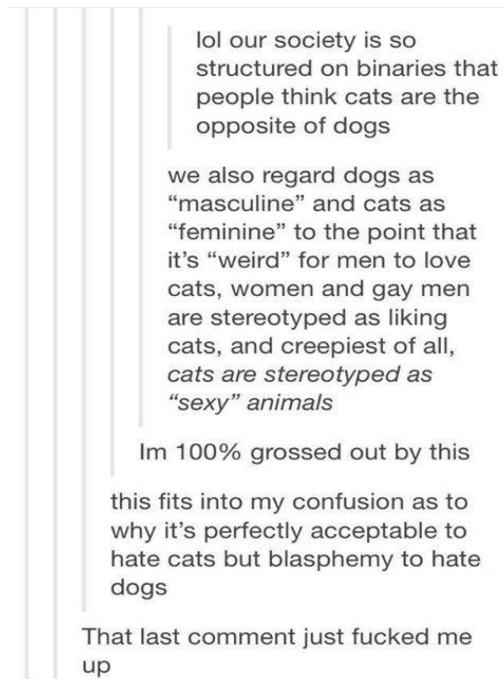 lol our society is so
structured on binaries that
people think cats are the
opposite of dogs
we also regard dogs as
“masculine” and cats as
“feminine” to the point that
it’s “weird” for men to love
cats, women and gay men
are stereotyped as liking
cats, and creepiest of all,
cats are stereotyped as
“sexy” animals
Im 100% grossed out by this
this fits into my confusion as to
why it’s perfectly acceptable to
hate cats but blasphemy to hate
dogs
That last comment just fucked me
up